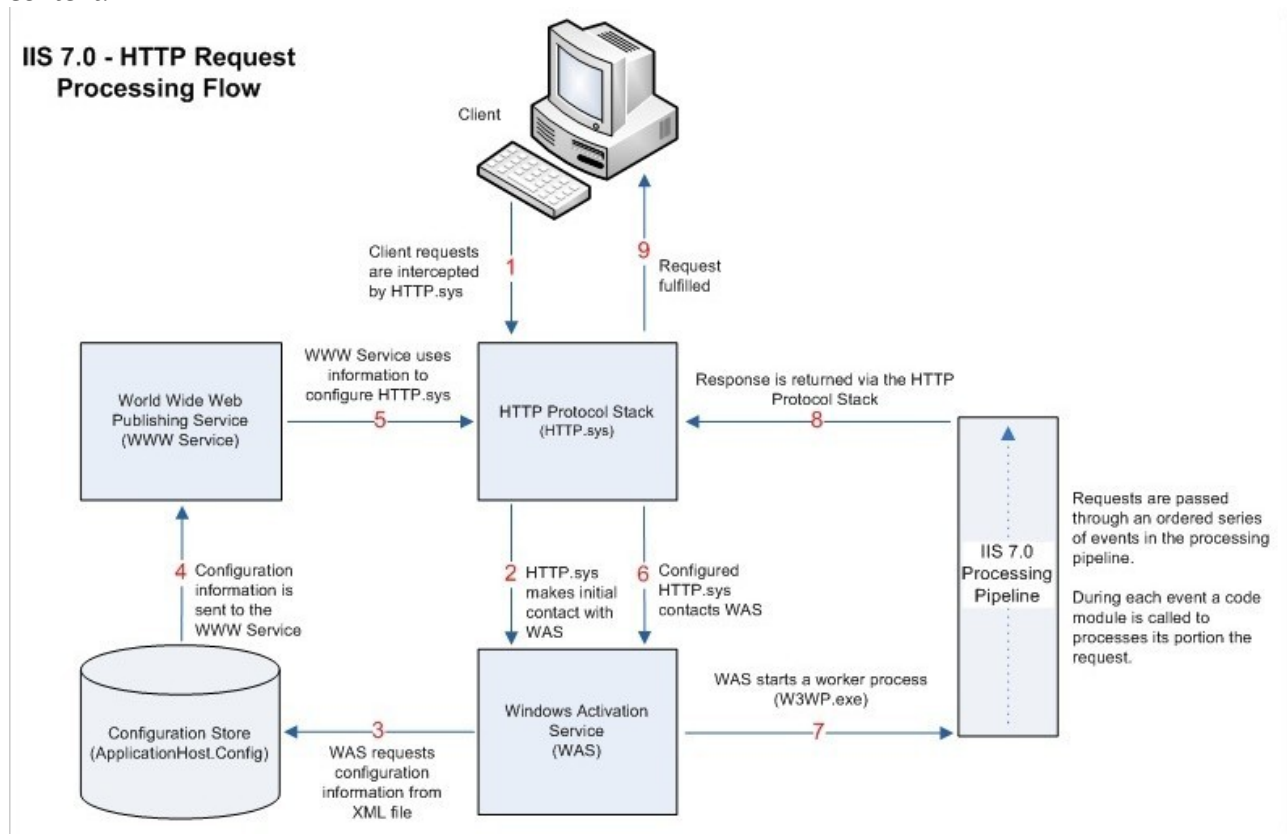 IIS 7.0 - HTTP Request
Processing Flow
Client
Client requests
are intercepted
by HTTP.sys
1
9
Request
fulfilled
World Wide Web
Publishing Service
(WWW Service)
WWW Service uses
information to
configure HTTP.sys
5
HTTP Protocol Stack
(HTTP.sys)
Response is returned via the HTTP
Protocol Stack
8
4
Configuration
information is
sent to the
WWW Service
2
HTTP.sys
makes initial
contact with
WAS
6
Configured
HTTP.sys
contacts WAS
IIS 7.0
Processing
Pipeline
Requests are passed
through an ordered series
of events in the processing
pipeline.
During each event a code
module is called to
processes its portion the
request.
Configuration Store
(ApplicationHost.Config)
3
WAS requests
configuration
information from
XML file
Windows Activation
Service
(WAS)
WAS starts a worker process
(W3WP.exe)
7